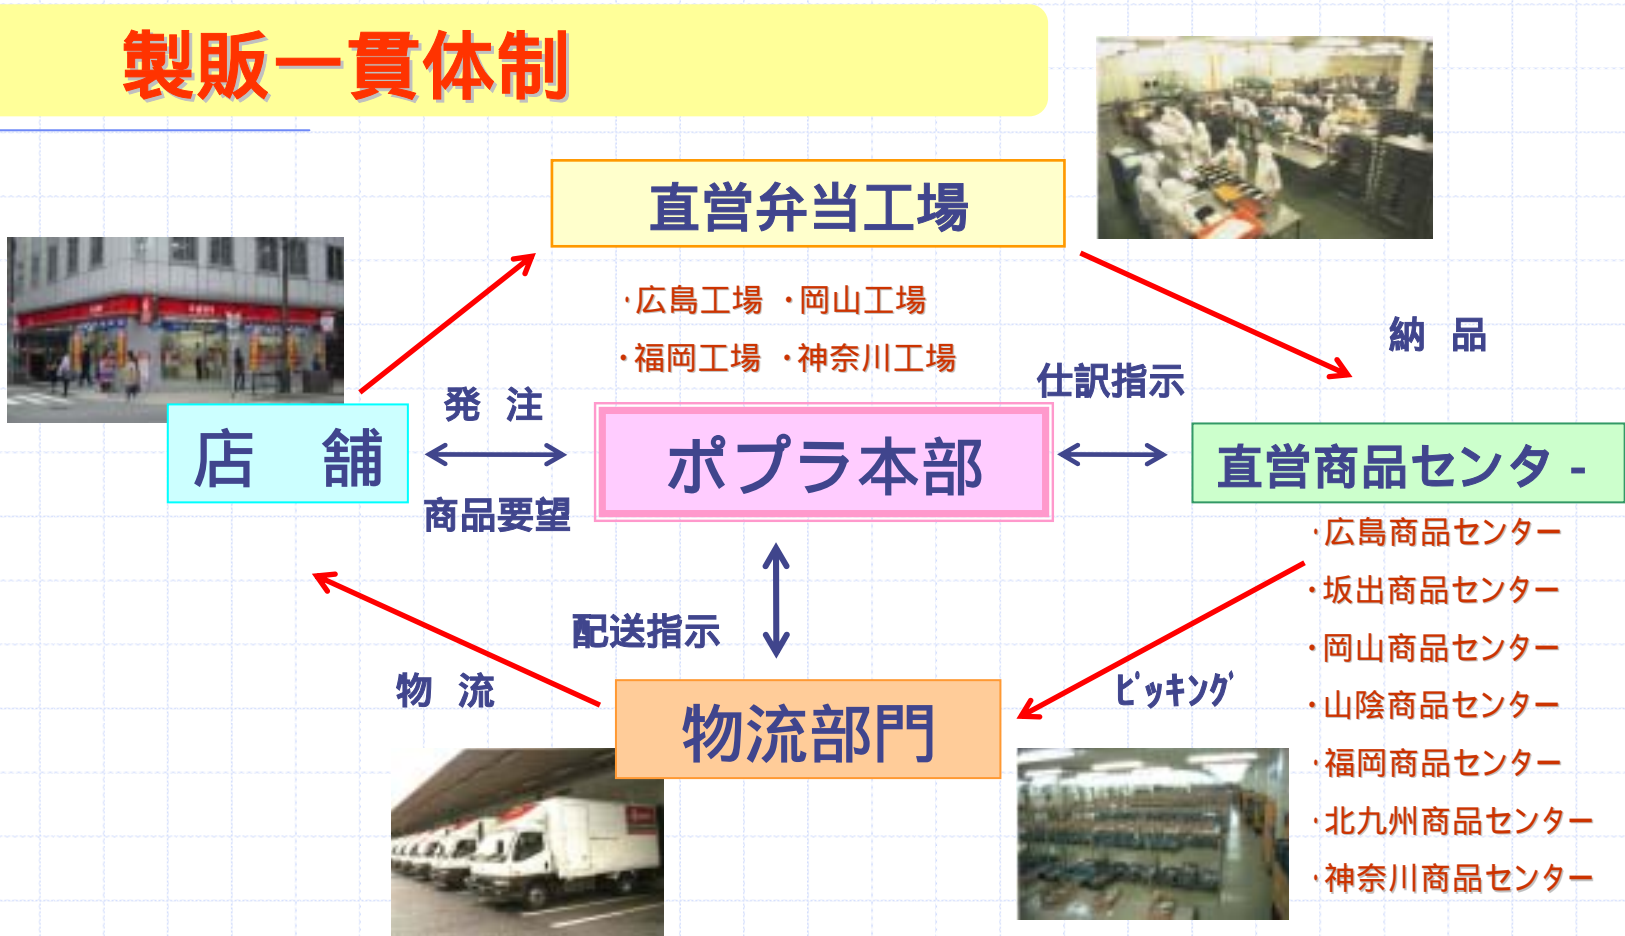 製販一貫体制
直営弁当工場
・広島工場 ・岡山工場
・福岡工場 ・神奈川工場
納 品
仕訳指示
発 注
店 舗
ポプラ本部
直営商品センタ-
商品要望
・広島商品センター
・坂出商品センター
・岡山商品センター
・山陰商品センター
・福岡商品センター
・北九州商品センター
・神奈川商品センター
配送指示
物 流
ﾋﾟｯｷﾝｸﾞ
物流部門